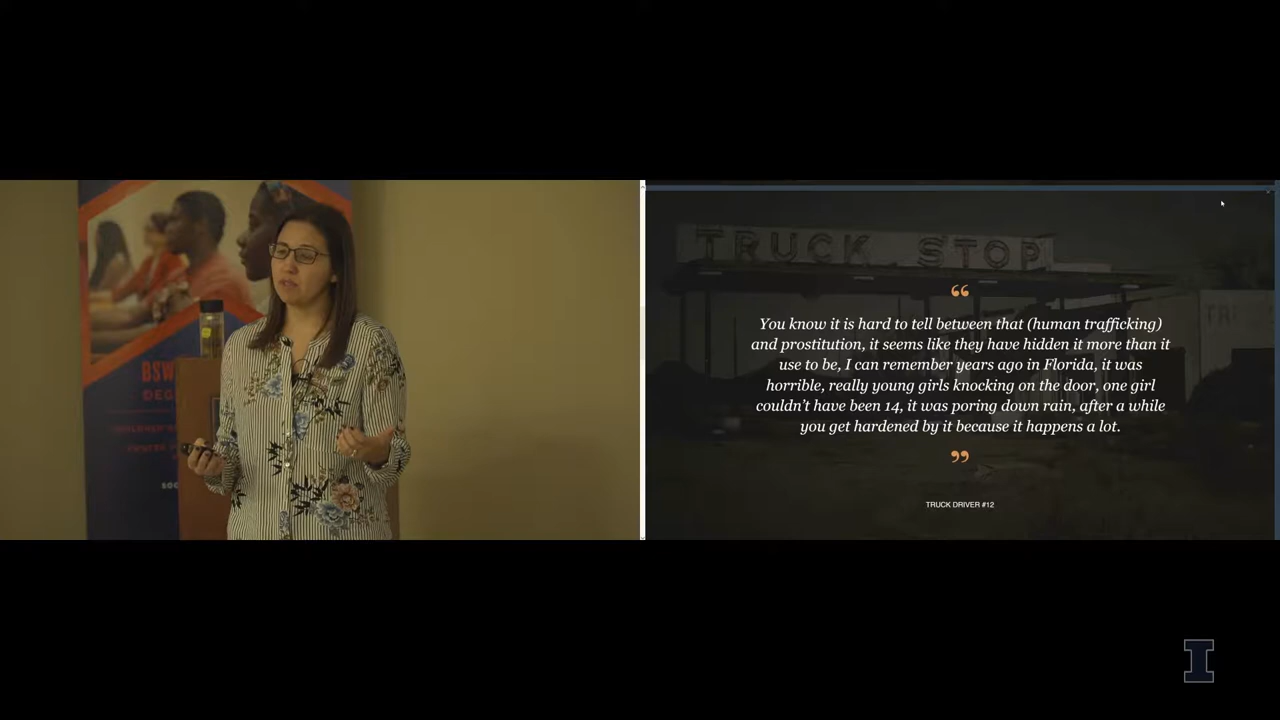 BSW
DEG
SOC
TRUCK STOP
“
You know it is hard to tell between that (human trafficking)
and prostitution, it seems like they have hidden it more than it
use to be, I can remember years ago in Florida, it was
horrible, really young girls knocking on the door, one girl
couldn’t have been 14, it was poring down rain, after a while
you get hardened by it because it happens a lot.
”
TRUCK DRIVER #12
I